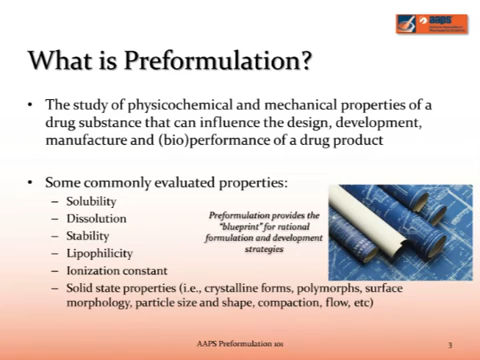 aaps
What is Preformulation?
• The study of physicochemical and mechanical properties of a
drug substance that can influence the design, development,
manufacture and (bio)performance of a drug product
• Some commonly evaluated properties:
– Solubility
– Dissolution
– Stability
– Lipophilicity
– Ionization constant
– Solid state properties (i.e., crystalline forms, polymorphs, surface
morphology, particle size and shape, compaction, flow, etc)
Preformulation provides the
"blueprint" for rational
formulation and development
strategies
AAPS Preformulation 101
3